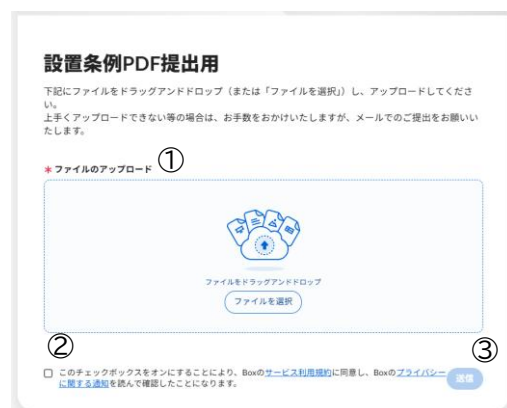 設置条例PDF提出用
下記にファイルをドラッグアンドドロップ（または「ファイルを選択」）し、アップロードしてくださ
い。
上手くアップロードできない等の場合は、お手数をおかけいたしますが、メールでのご提出をお願いい
たします。
* ファイルのアップロード ①
ファイルをドラッグアンドドロップ
ファイルを選択
② ③
このチェックボックスをオンにすることにより、Boxのサービス利用規約に同意し、Boxのプライバシー
に関する通知を読んで確認したことになります。
送信